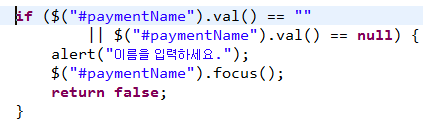 if ($("#paymentName").val() == ""
        || $("#paymentName").val() == null) {
    alert("이름을 입력하세요.");
    $("#paymentName").focus();
    return false;
}